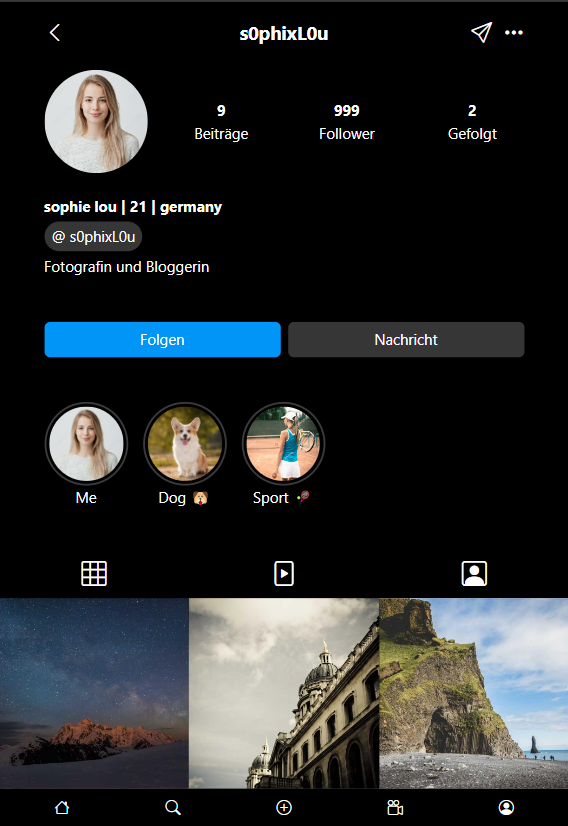 s0phixL0u
9 999 2
Beiträge Follower Gefolgt
sophie lou | 21 | germany
@ s0phixL0u
Fotografin und Bloggerin
Folgen Nachricht
Me Dog 🐶 Sport 🎾